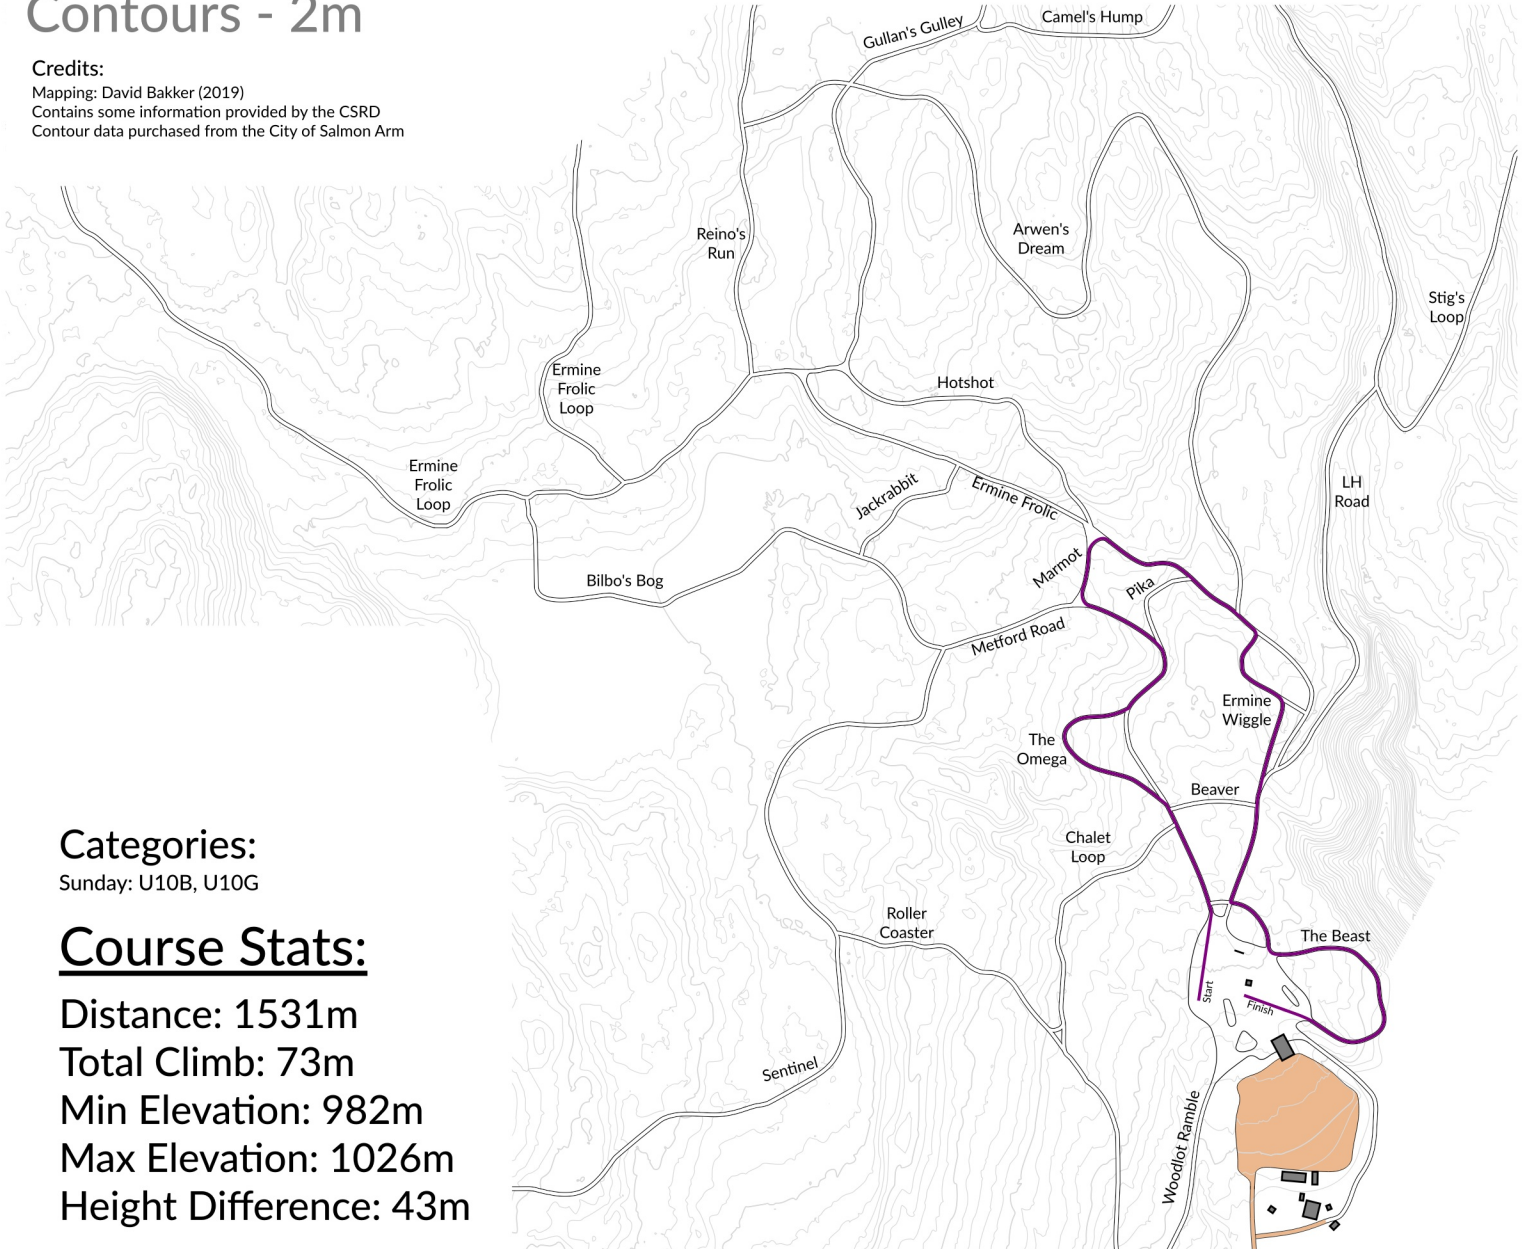 Contours - 2m
Credits:
Mapping: David Bakker (2019)
Contains some information provided by the CSRD
Contour data purchased from the City of Salmon Arm
Gullan's Gulley
Camel's Hump
Reino's
Run
Arwen's
Dream
Stig's
Loop
Ermine
Frolic
Loop
Hotshot
Ermine
Frolic
Loop
Jackrabbit
Ermine Frolic
LH
Road
Bilbo's Bog
Marmot
Pika
Metford Road
Ermine
Wiggle
The
Omega
Beaver
Chalet
Loop
Roller
Coaster
The Beast
Start
Finish
Sentinel
Woodlot Ramble
Categories:
Sunday: U10B, U10G
Course Stats:
Distance: 1531m
Total Climb: 73m
Min Elevation: 982m
Max Elevation: 1026m
Height Difference: 43m